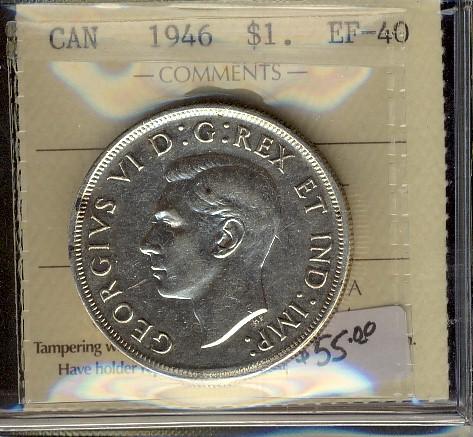 CAN 1946 $1. EF-40
— COMMENTS —
GEORGIVS VI D:G:REX ET IND:IMP:
A
Tampering w
$55.00
Have holder